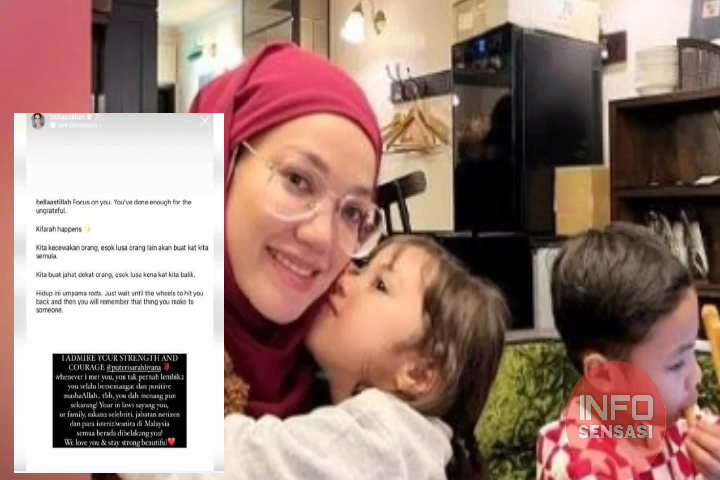 bellaastillah
bellaastillah Focus on you. You've done enough for the
ungrateful.
Kifarah happens ✨
Kita kecewakan orang, esok lusa orang lain akan buat kat kita
semula.
Kita buat jahat dekat orang, esok lusa kena kat kita balik.
Hidup ini umpama roda. Just wait until the wheels to hit you
back and then you will remember that thing you make to
someone.
I ADMIRE YOUR STRENGTH AND
COURAGE @puterisarahliyana
whenever i met you, you tak pernah lembik,
you selalu bersemangat dan positive
mashaAllah.. tbh, you dah menang pun
sekarang! Your in laws sayang you,
ur family, rakana selebriti, jabatan netizen
dan para isteri/wanita di Malaysia
semua berada dibelakang you!
We love you & stay strong beautiful❤️
INFO
SENSASI